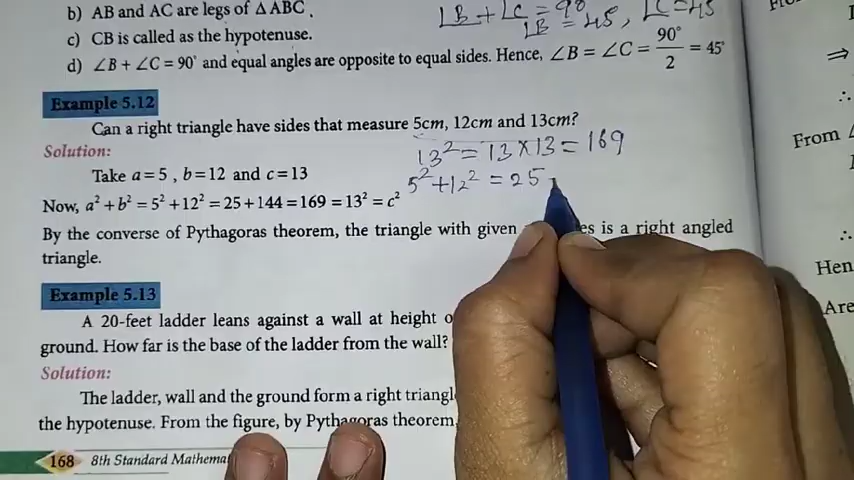 b) AB and AC are legs of ΔABC.
∠B + ∠C = 90
c) CB is called as the hypotenuse.
∠B = 45, ∠C = 45
d) ∠B + ∠C = 90° and equal angles are opposite to equal sides. Hence, ∠B = ∠C = 90°/2 = 45°
Example 5.12
Can a right triangle have sides that measure 5cm, 12cm and 13cm?
Solution:
13² = 13 × 13 = 169
Take a = 5 , b = 12 and c = 13
5² + 12² = 25
Now, a² + b² = 5² + 12² = 25 + 144 = 169 = 13² = c²
By the converse of Pythagoras theorem, the triangle with given is a right angled
triangle.
Example 5.13
A 20-feet ladder leans against a wall at height
ground. How far is the base of the ladder from the wall?
Solution:
The ladder, wall and the ground form a right
the hypotenuse. From the figure, by Pythagoras theorem,
168 8th Standard
⇒
∴
From
∴
Hen
Are